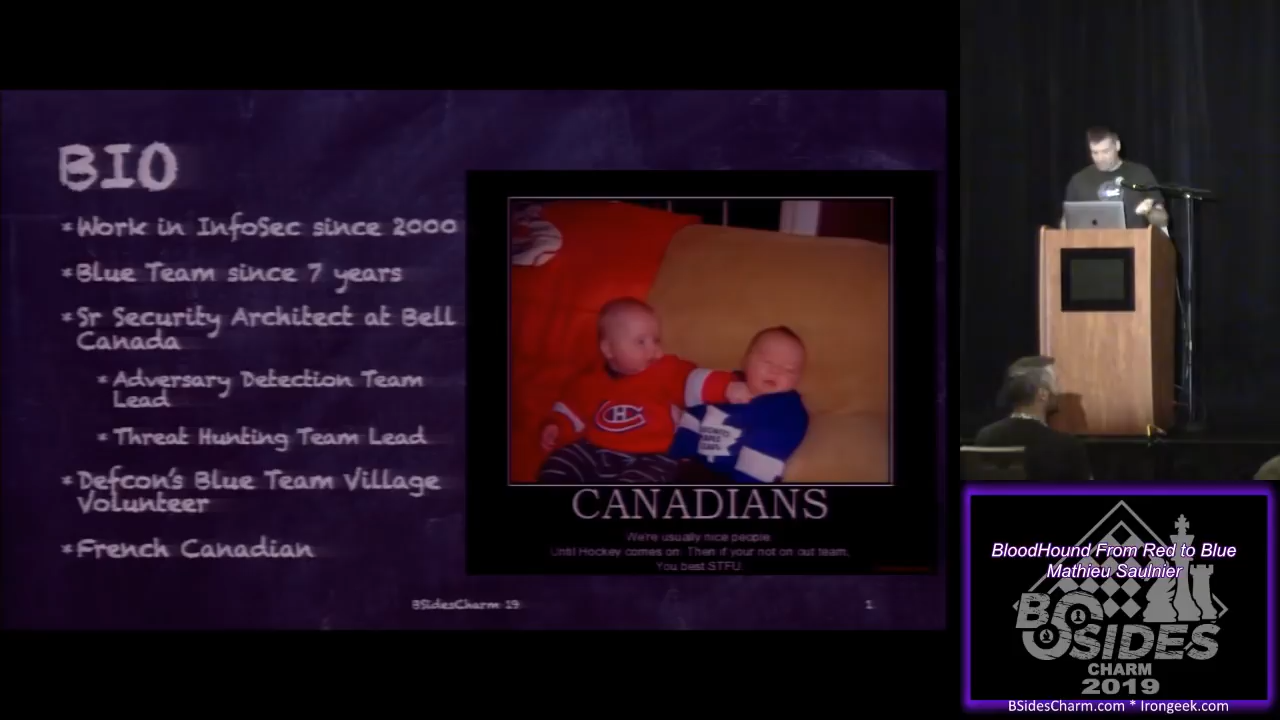 BIO
*Work in InfoSec since 2000
*Blue Team since 7 years
*Sr Security Architect at Bell
Canada
*Adversary Detection Team
Lead
*Threat Hunting Team Lead
*Defcon's Blue Team Village
Volunteer
*French Canadian
CANADIANS
We're usually nice people.
Until Hockey comes on. Then if your not on out team,
You best STFU.
BSidesCharm 19
1
BloodHound From Red to Blue
Mathieu Saulnier
BSIDES
CHARM
2019
BSidesCharm.com * Irongeek.com